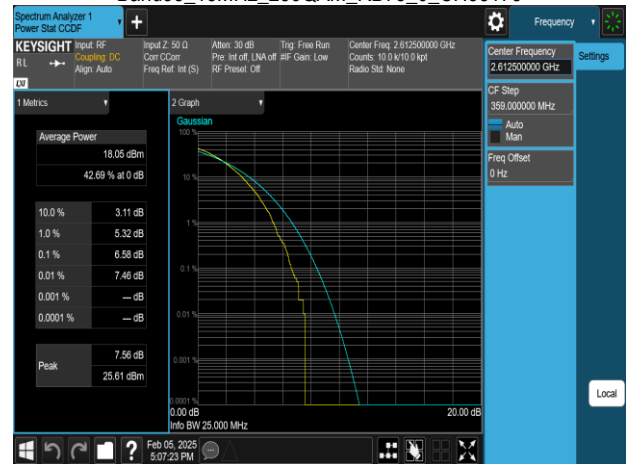 Spectrum Analyzer 1
Power Stat CCDF
Frequency
KEYSIGHT
RL
LXI
Input: RF
Coupling: DC
Align: Auto
Input Z: 50 Ω
Corr CCorr
Freq Ref: Int (S)
Atten: 30 dB
Pre: Int off, LNA off
RF Preset: Off
Trig: Free Run
#IF Gain: Low
Center Freq: 2.612500000 GHz
Counts: 10.0 k/10.0 kpt
Radio Std: None
Center Frequency
2.612500000 GHz
Settings
CF Step
359.000000 MHz
Auto
Man
Freq Offset
0 Hz
1 Metrics
Average Power
18.05 dBm
42.69 % at 0 dB
10.0 % 3.11 dB
1.0 % 5.32 dB
0.1 % 6.58 dB
0.01 % 7.46 dB
0.001 % --- dB
0.0001 % --- dB
Peak
7.56 dB
25.61 dBm
2 Graph
Gaussian
100 %
10 %
1 %
0.1 %
0.01 %
0.001 %
0.0001 %
0.00 dB
20.00 dB
Info BW 25.000 MHz
Local
Feb 05, 2025
5:07:23 PM